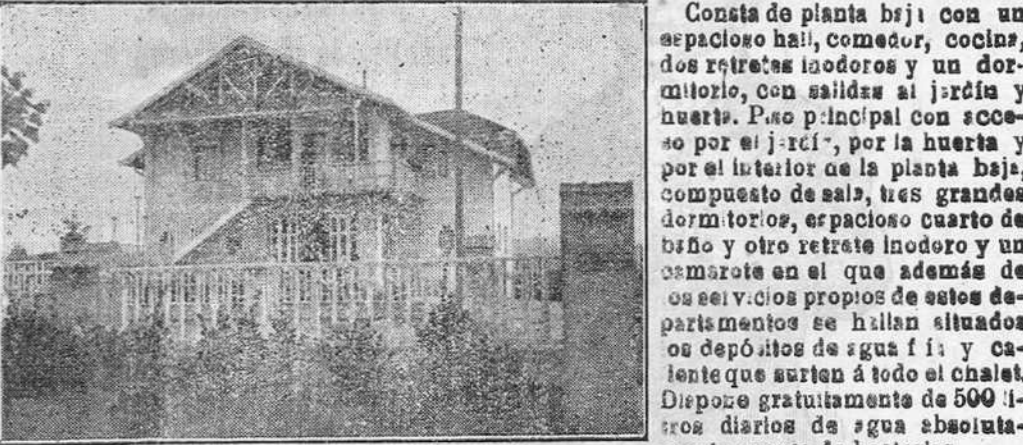 Consta de planta baja con un
espacioso hall, comedor, cocina,
dos retretes inodoros y un dor-
mitorio, con salidas al jardín y
huerta. Piso principal con acce-
so por el jardín, por la huerta y
por el interior de la planta baja,
compuesto de sala, tres grandes
dormitorios, espacioso cuarto de
baño y otro retrete inodoro y un
camarote en el que además de
os servicios propios de estos de-
partamentos se hallan situados
os depósitos de agua fría y ca-
lente que surten á todo el chalet.
Dispone gratuitamente de 500 li-
tros diarios de agua absoluta-